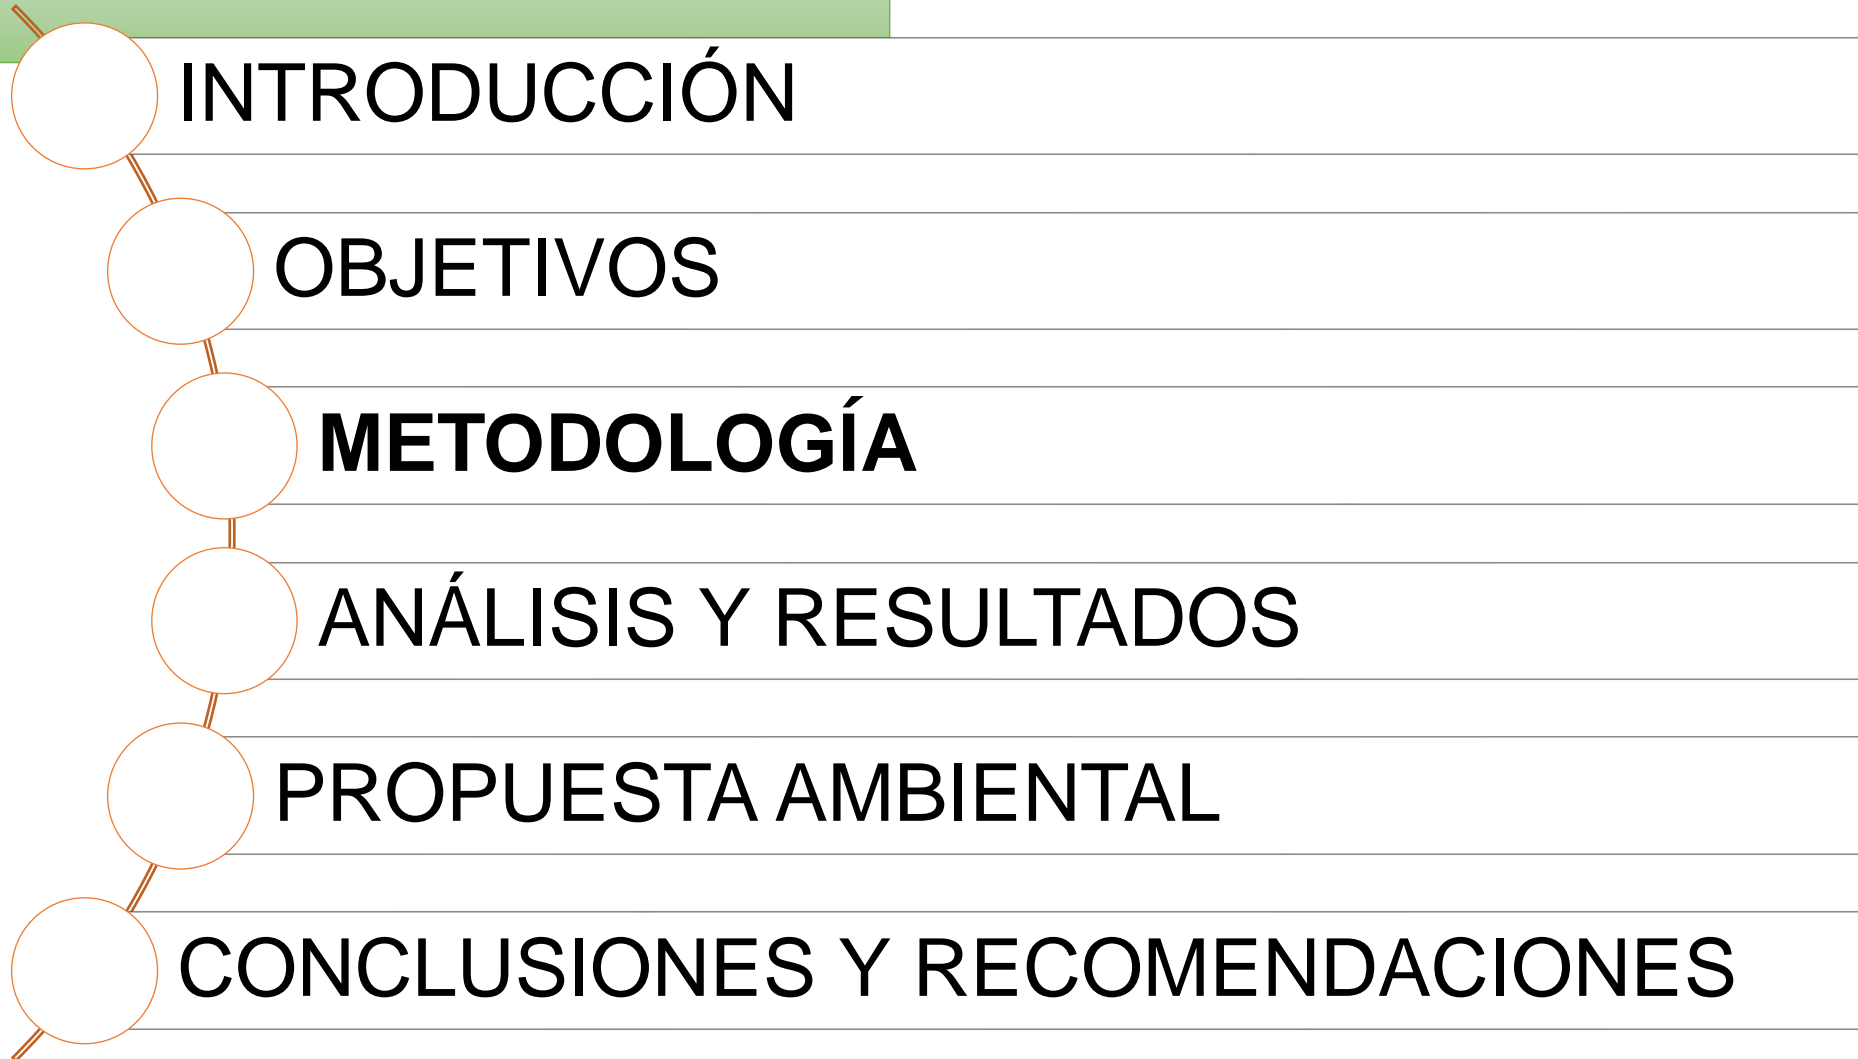 INTRODUCCIÓN
OBJETIVOS
METODOLOGÍA
ANÁLISIS Y RESULTADOS
PROPUESTA AMBIENTAL
CONCLUSIONES Y RECOMENDACIONES